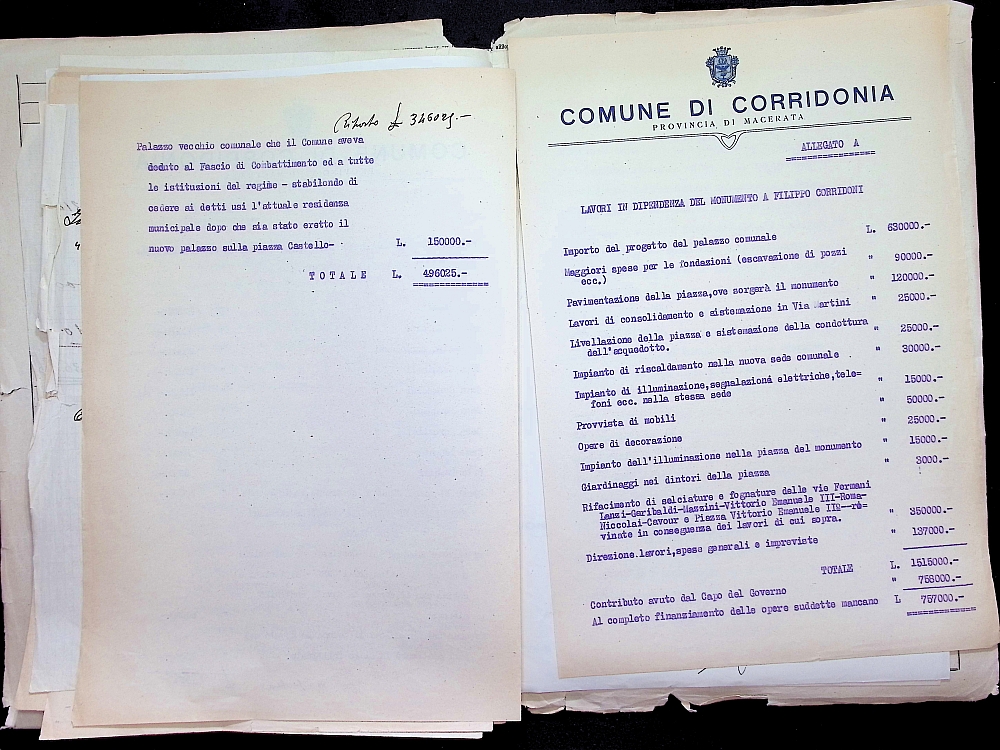 Riporto £ 346025.—
Palazzo vecchio comunale che il Comune aveva
deduto al Fascio di Combattimento ed a tutte
le istituzioni del regime - stabilendo di
cedere ai detti usi l'attuale residenza
municipale dopo che sia stato eretto il
nuovo palazzo sulla piazza Castello- L. 150000.-
TOTALE L. 496025.-
COMUNE DI CORRIDONIA
PROVINCIA DI MACERATA
ALLEGATO A
LAVORI IN DIPENDENZA DEL MONUMENTO A FILIPPO CORRIDONI
Importo del progetto del palazzo comunale L. 630000.-
Maggiori spese per le fondazioni (escavazione di pozzi
ecc.) " 90000.-
Pavimentazione della piazza,ove sorgerà il monumento " 120000.-
Lavori di consolidamento e sistemazione in Via Martini " 25000.-
Livellazione della piazza e sistemazione della condottura
dell'acquedotto. " 25000.-
Impianto di riscaldamento nella nuova sede comunale " 30000.-
Impianto di illuminazione,segnalazioni elettriche,tele=
foni ecc. nella stessa sede " 15000.-
Provvista di mobili " 50000.-
Opere di decorazione " 25000.-
Impianto dell'illuminazione nella piazza del monumento " 15000.-
Giardinaggi nei dintori della piazza " 3000.-
Rifacimento di selciature e fognature delle vie Fermani
Lanzi-Garibaldi-Mazzini-Vittorio Emanuele III-Roma-
Niccolai-Cavour e Piazza Vittorio Emanuele II°--ro=
vinate in conseguenza dei lavori di cui sopra. " 350000.-
Direzione.lavori,spese generali e impreviste " 137000.-
TOTALE L. 1515000.-
Contributo avuto dal Capo del Governo " 758000.-
Al completo finanziamento delle opere suddette mancano L 757000.-